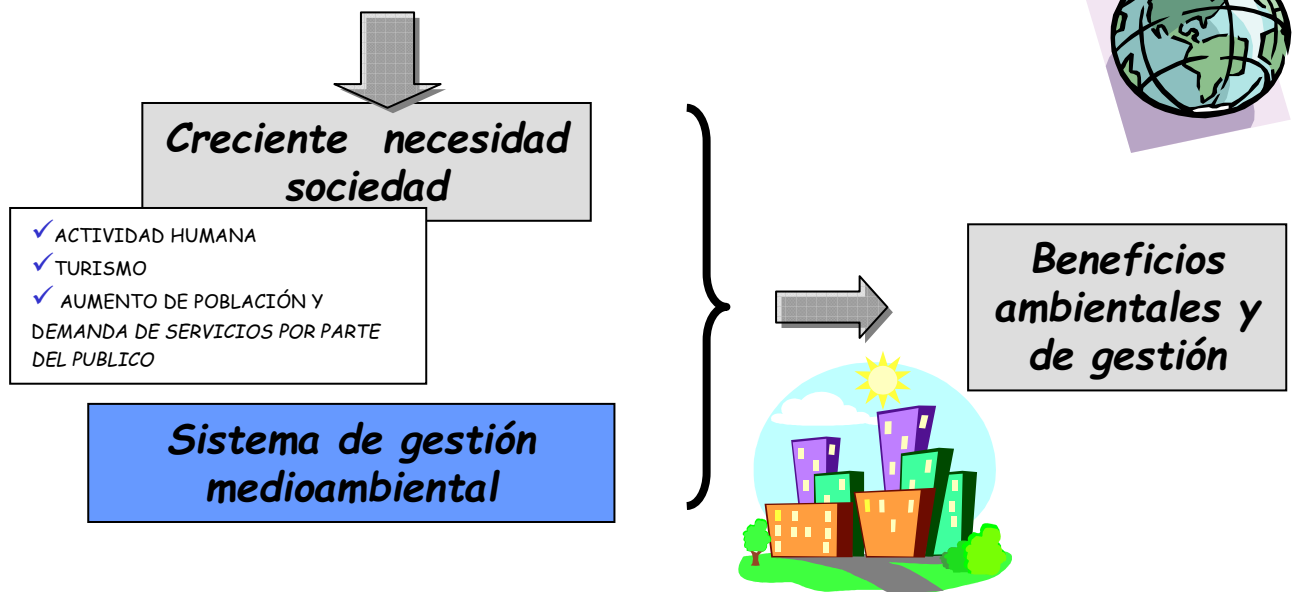 Creciente necesidad
sociedad
✓ACTIVIDAD HUMANA
✓TURISMO
✓ AUMENTO DE POBLACIÓN Y
DEMANDA DE SERVICIOS POR PARTE
DEL PUBLICO
Sistema de gestión
medioambiental
Beneficios
ambientales y
de gestión